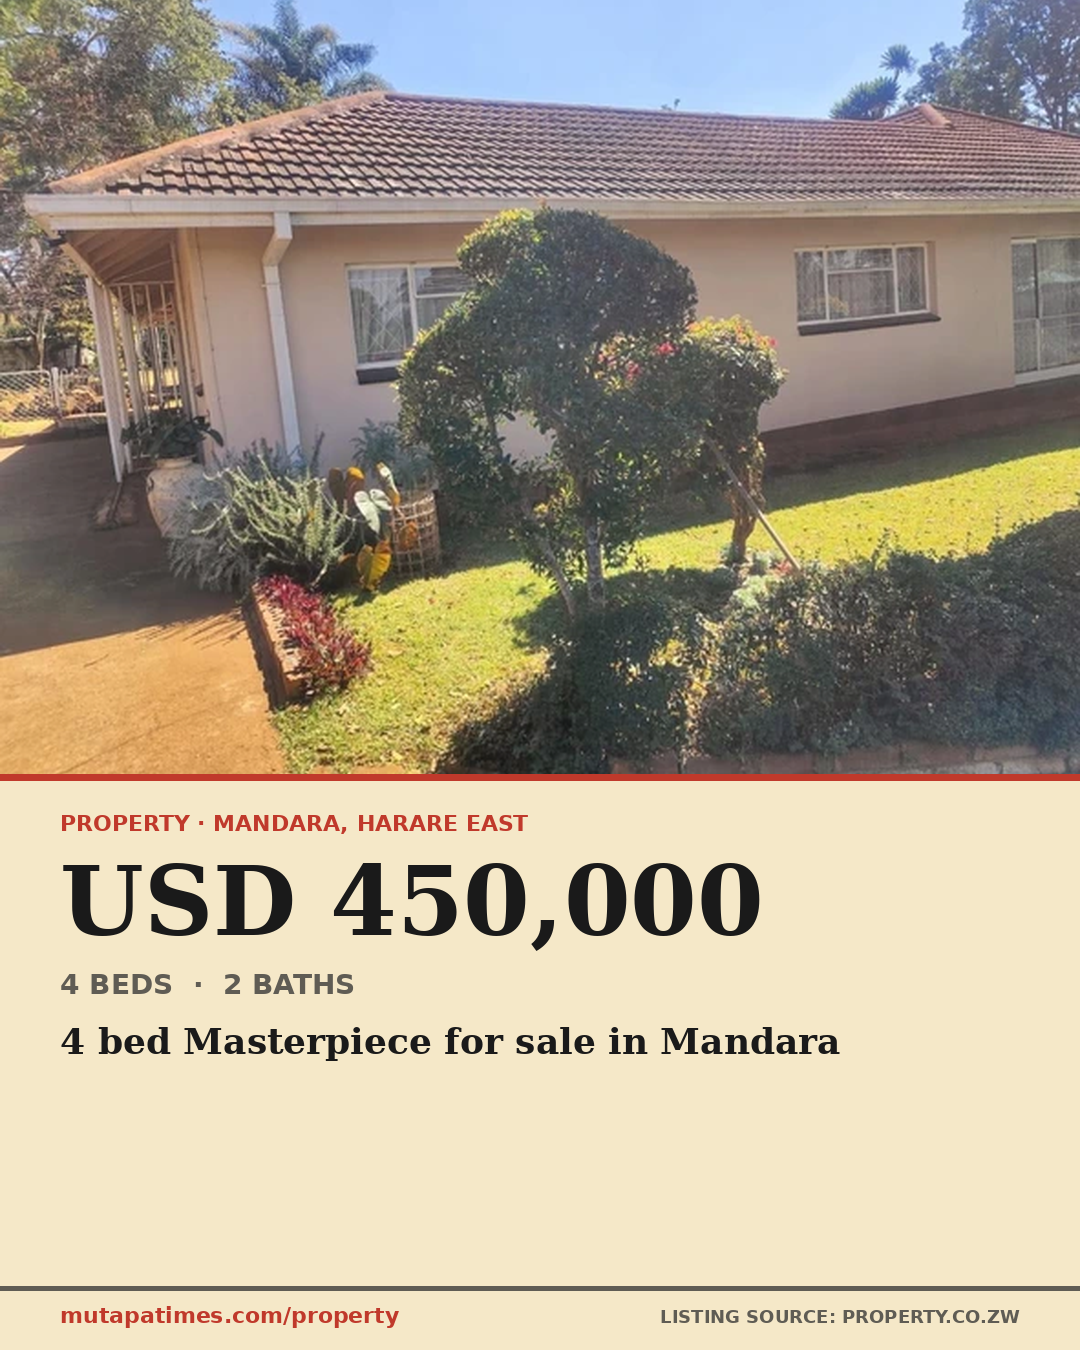 PROPERTY · MANDARA, HARARE EAST
USD 450,000
4 BEDS · 2 BATHS
4 bed Masterpiece for sale in Mandara
mutapatimes.com/property
LISTING SOURCE: PROPERTY.CO.ZW